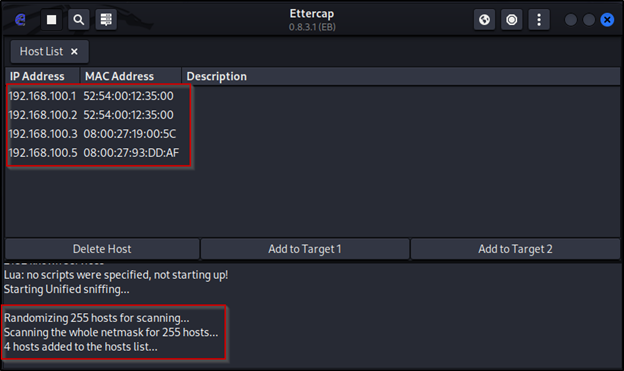 Ettercap
0.8.3.1 (EB)
Host List ×
IP Address MAC Address Description
192.168.100.1 52:54:00:12:35:00
192.168.100.2 52:54:00:12:35:00
192.168.100.3 08:00:27:19:00:5C
192.168.100.5 08:00:27:93:DD:AF
Delete Host Add to Target 1 Add to Target 2
Lua: no scripts were specified, not starting up!
Starting Unified sniffing...
Randomizing 255 hosts for scanning...
Scanning the whole netmask for 255 hosts...
4 hosts added to the hosts list...